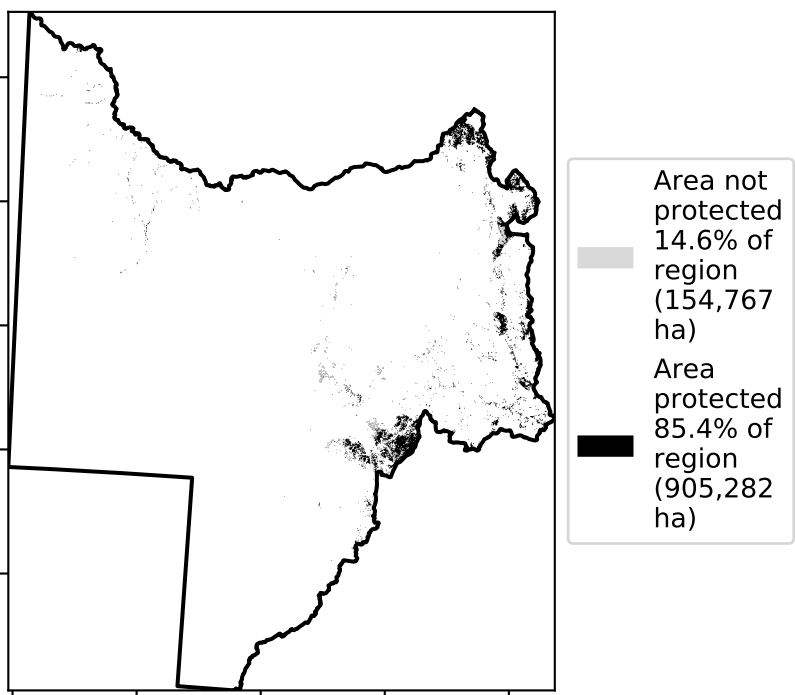 Area not
protected
14.6% of
region
(154,767
ha)
Area
protected
85.4% of
region
(905,282
ha)